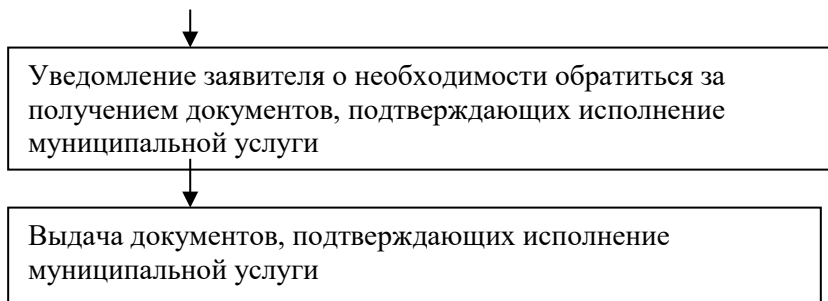 Уведомление заявителя о необходимости обратиться за
получением документов, подтверждающих исполнение
муниципальной услуги
Выдача документов, подтверждающих исполнение
муниципальной услуги